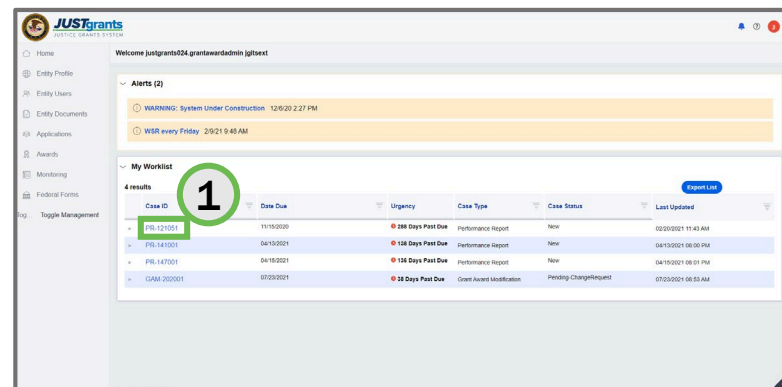 JUSTgrants
JUSTICE GRANTS SYSTEM
3
Home
Entity Profile
Entity Users
Entity Documents
Applications
Awards
Monitoring
Federal Forms
Tog... Toggle Management
Welcome justgrants024.grantawardadmin jgitsext
Alerts (2)
WARNING: System Under Construction 12/6/20 2:27 PM
WSR every Friday 2/9/21 9:48 AM
My Worklist
4 results
Export List
1
Case ID Date Due Urgency Case Type Case Status Last Updated
PR-121051 11/15/2020 288 Days Past Due Performance Report New 02/20/2021 11:43 AM
PR-141001 04/13/2021 138 Days Past Due Performance Report New 04/13/2021 08:00 PM
PR-147001 04/15/2021 136 Days Past Due Performance Report New 04/15/2021 08:01 PM
GAM-202001 07/23/2021 38 Days Past Due Grant Award Modification Pending-ChangeRequest 07/23/2021 06:53 AM